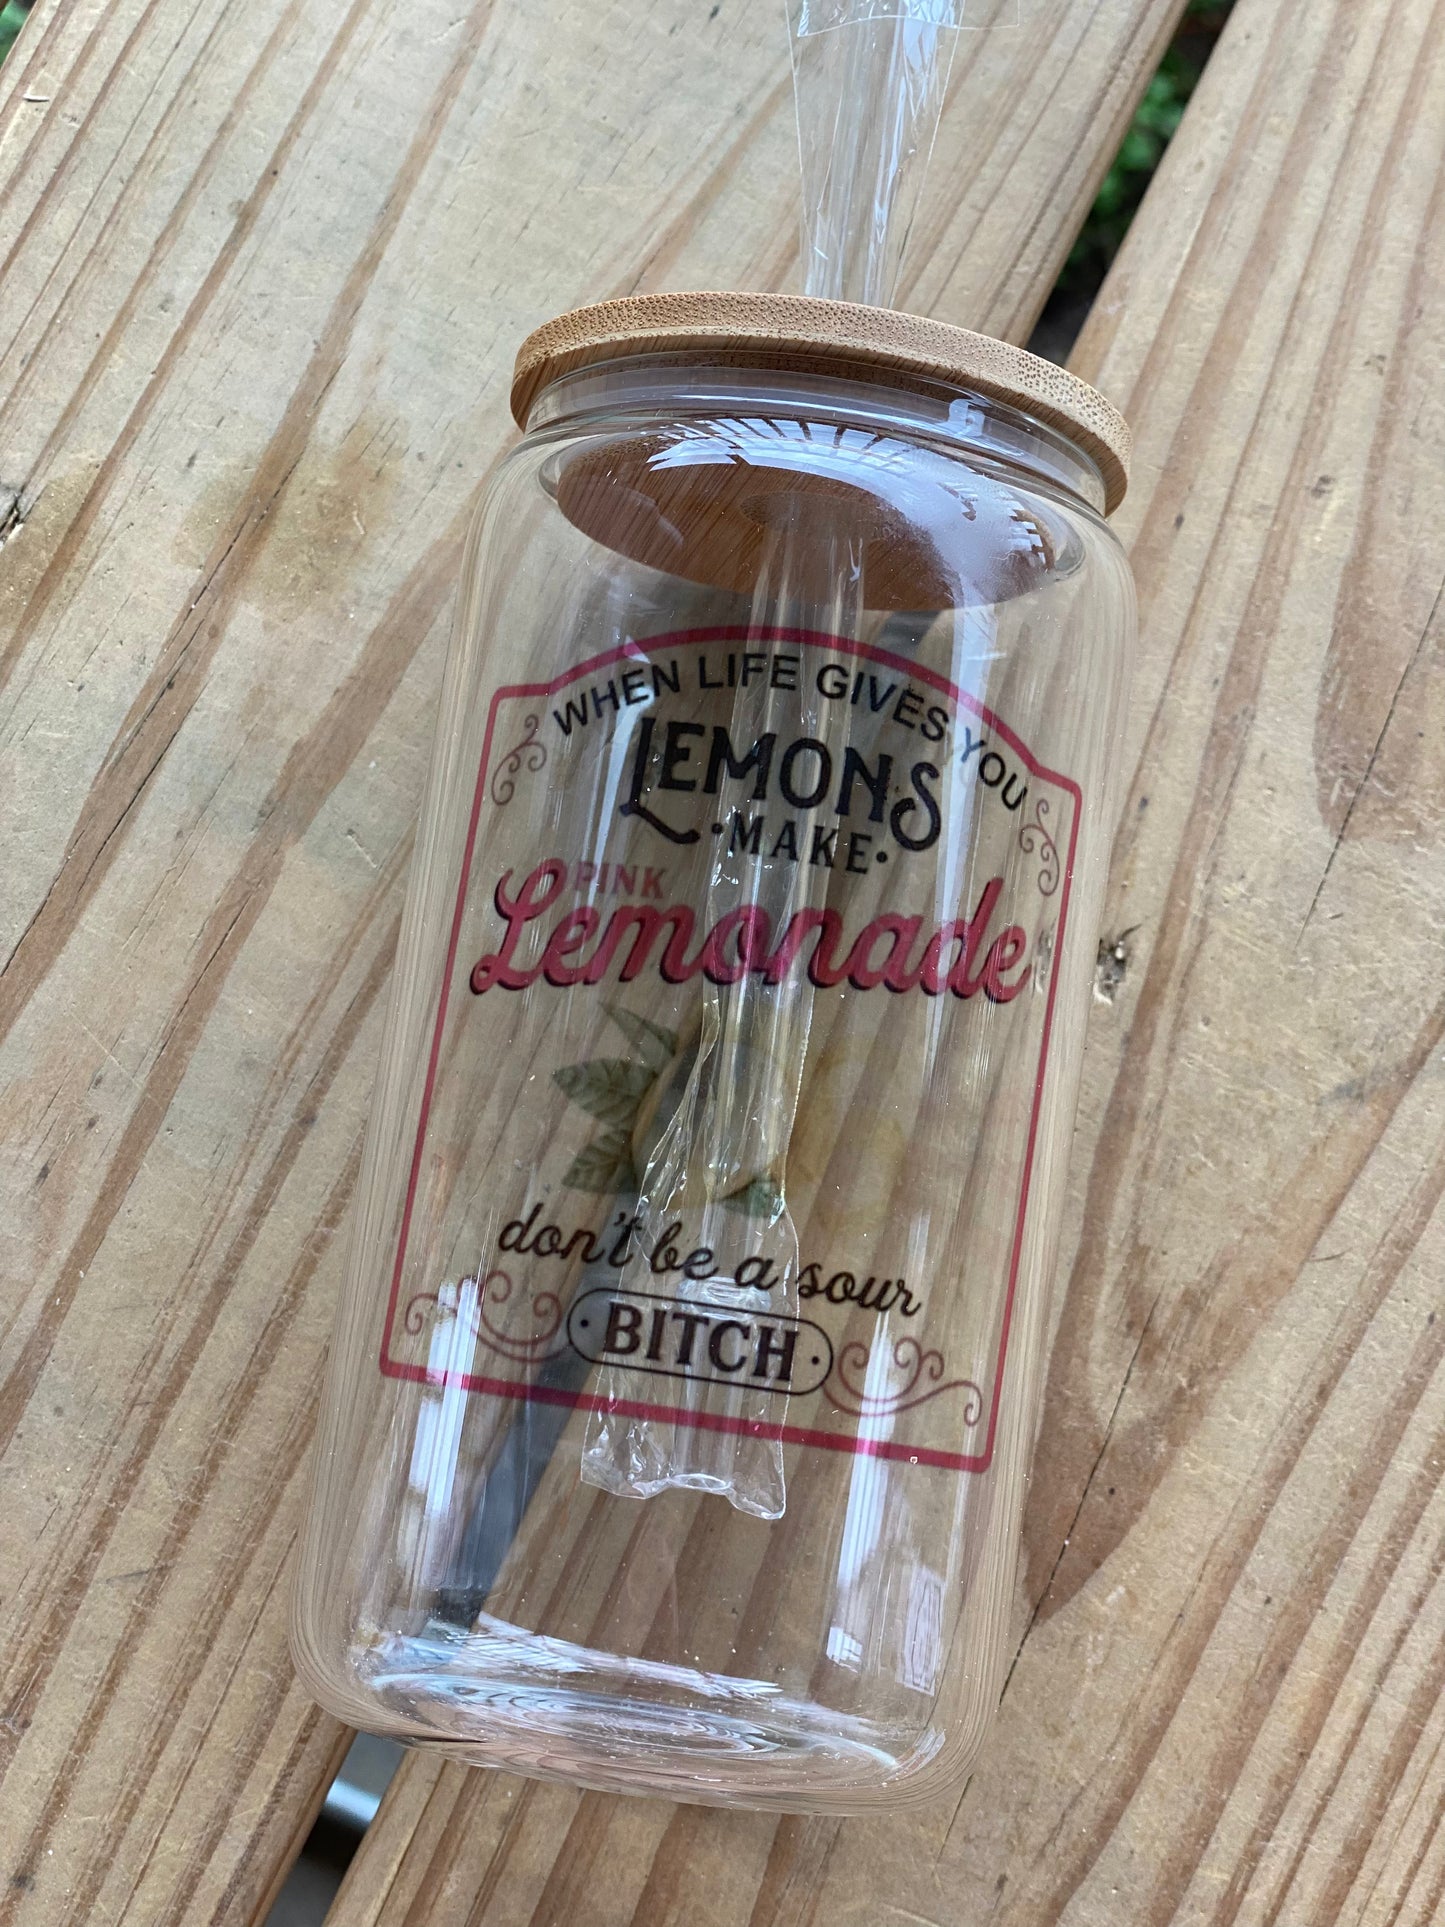 WHEN LIFE GIVES YOU
LEMONS
·MAKE·
PINK
Lemonade
don't be a sour
·BITCH·